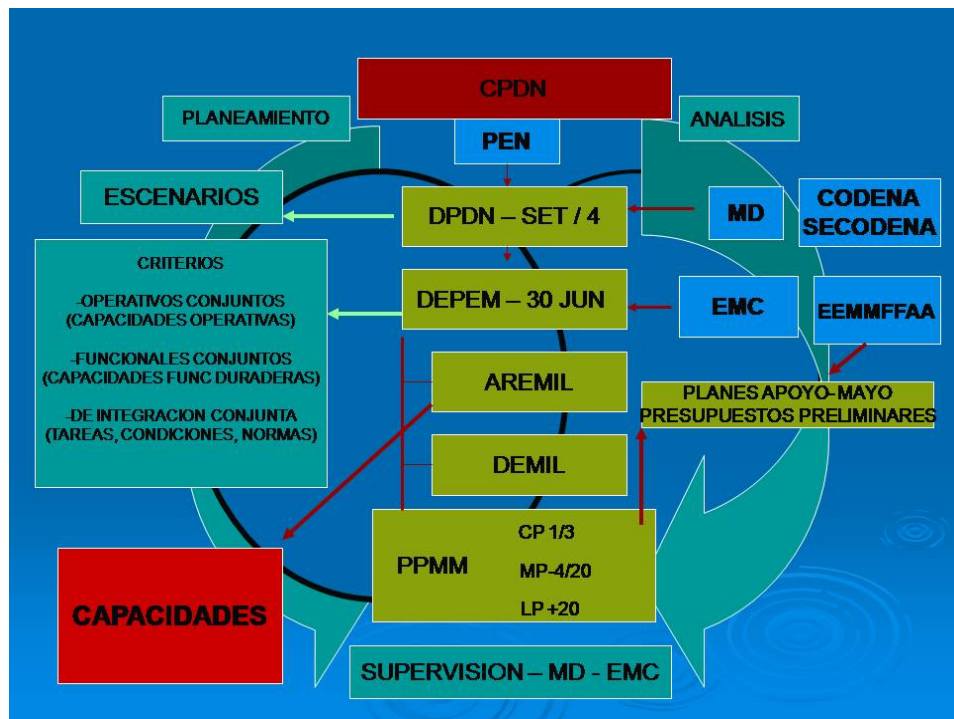 CPDN
PLANEAMIENTO
ANALISIS
PEN
ESCENARIOS
DPDN – SET / 4
MD
CODENA
SECODENA
CRITERIOS
-OPERATIVOS CONJUNTOS
(CAPACIDADES OPERATIVAS)
-FUNCIONALES CONJUNTOS
(CAPACIDADES FUNC DURADERAS)
-DE INTEGRACION CONJUNTA
(TAREAS, CONDICIONES, NORMAS)
DEPEM – 30 JUN
EMC
EEMMFFAA
AREMIL
PLANES APOYO- MAYO
PRESUPUESTOS PRELIMINARES
DEMIL
PPMM
CP 1/3
MP-4/20
LP +20
CAPACIDADES
SUPERVISION – MD - EMC